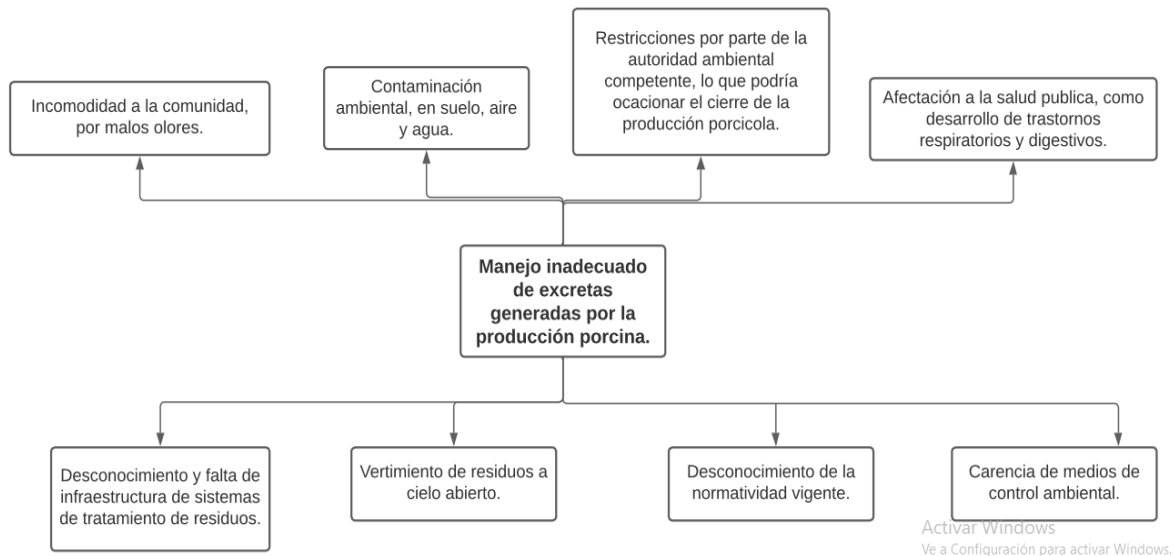 Incomodidad a la comunidad,
por malos olores.
Contaminación
ambiental, en suelo, aire
y agua.
Restricciones por parte de la
autoridad ambiental
competente, lo que podría
ocacionar el cierre de la
producción porcicola.
Afectación a la salud publica, como
desarrollo de trastornos
respiratorios y digestivos.
Manejo inadecuado
de excretas
generadas por la
producción porcina.
Desconocimiento y falta de
infraestructura de sistemas
de tratamiento de residuos.
Vertimiento de residuos a
cielo abierto.
Desconocimiento de la
normatividad vigente.
Carencia de medios de
control ambiental.
Activar Windows
Ve a Configuración para activar Windows.